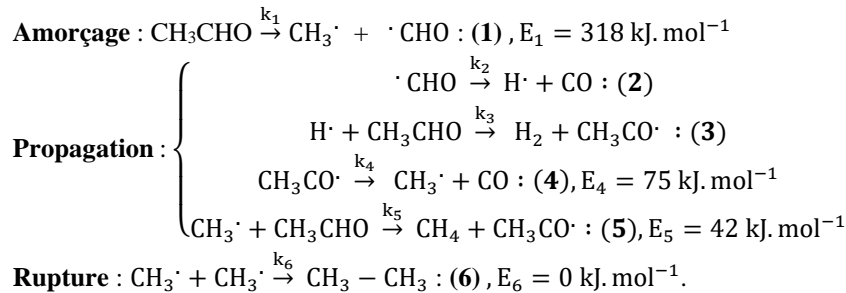 Amorçage : CH₃CHO →(k₁) CH₃˙ + ˙CHO : (1) , E₁ = 318 kJ. mol⁻¹
˙CHO →(k₂) H˙ + CO : (2)
H˙ + CH₃CHO →(k₃) H₂ + CH₃CO˙ : (3)
Propagation :
CH₃CO˙ →(k₄) CH₃˙ + CO : (4), E₄ = 75 kJ. mol⁻¹
CH₃˙ + CH₃CHO →(k₅) CH₄ + CH₃CO˙ : (5), E₅ = 42 kJ. mol⁻¹
Rupture : CH₃˙ + CH₃˙ →(k₆) CH₃ − CH₃ : (6) , E₆ = 0 kJ. mol⁻¹.